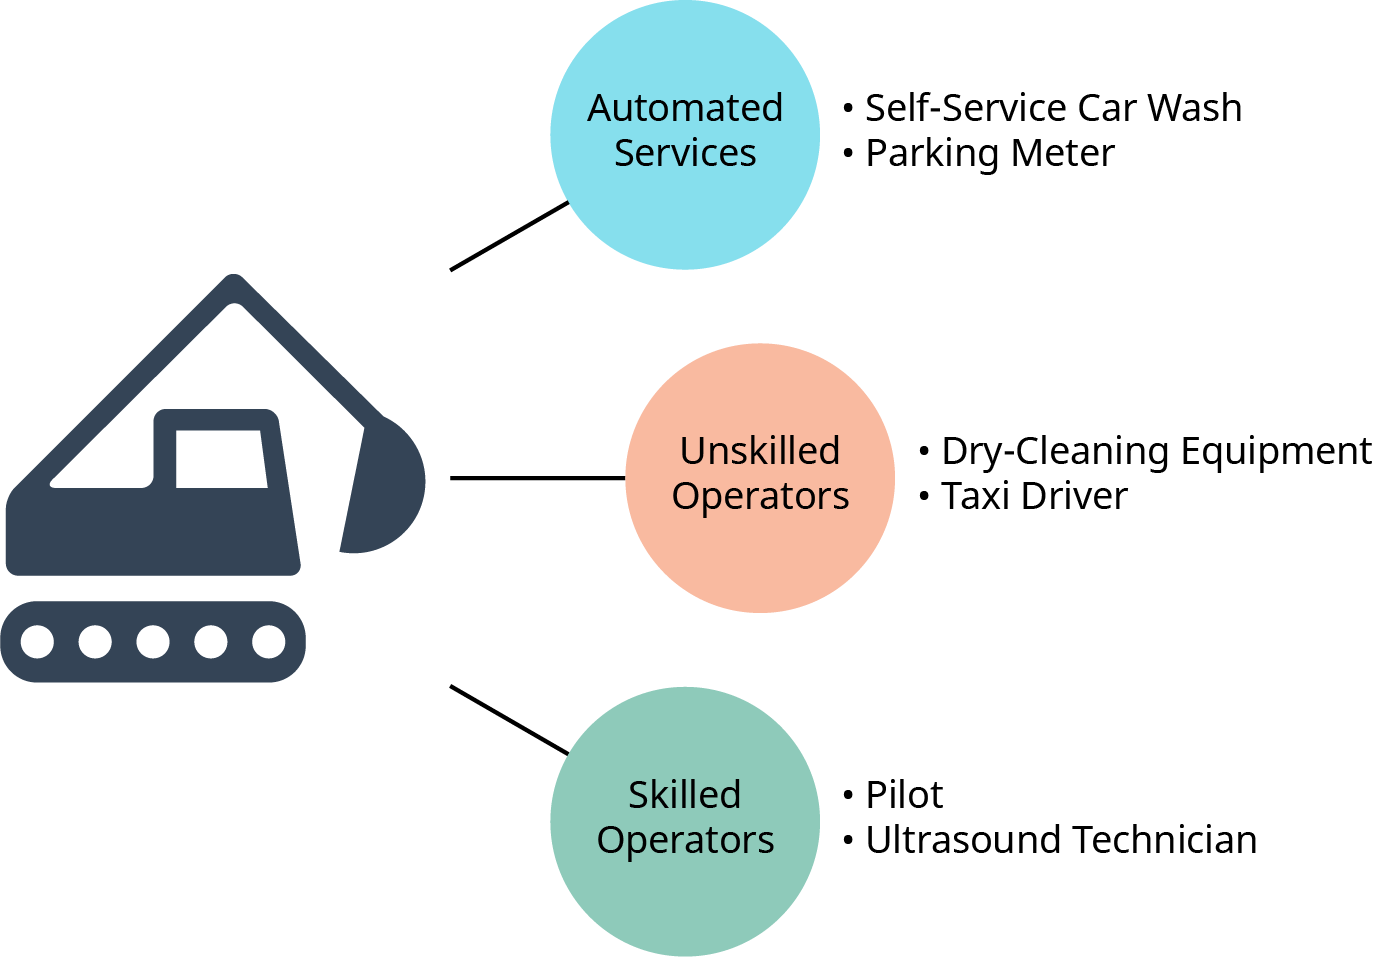 Automated
Services
• Self-Service Car Wash
• Parking Meter
Unskilled
Operators
• Dry-Cleaning Equipment
• Taxi Driver
Skilled
Operators
• Pilot
• Ultrasound Technician